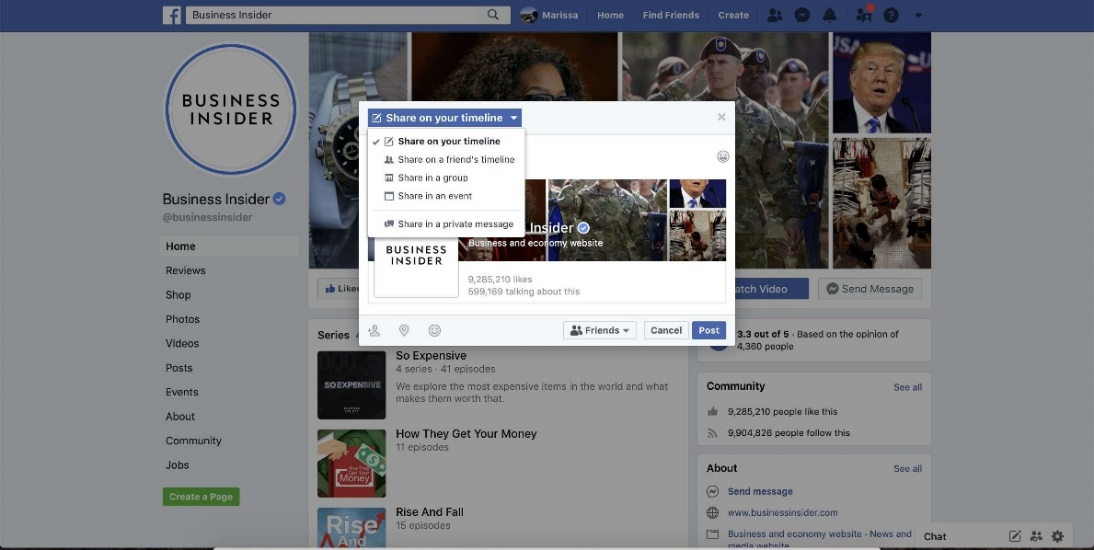 Business Insider
Marissa
Home
Find Friends
Create
BUSINESS
INSIDER
Business Insider
@businessinsider
Home
Reviews
Shop
Photos
Videos
Posts
Events
About
Community
Jobs
Create a Page
USA
Share on your timeline
Share on your timeline
Share on a friend's timeline
Share in a group
Share in an event
Share in a private message
Insider
Business and economy website
BUSINESS
INSIDER
9,285,210 likes
599,169 talking about this
Friends
Cancel
Post
Liked
Watch Video
Send Message
Series
So Expensive
4 series · 41 episodes
We explore the most expensive items in the world and what
makes them worth that.
SO EXPENSIVE
How They Get Your Money
11 episodes
How They
Get Your
Money
Rise And Fall
15 episodes
Rise
And
3.3 out of 5 · Based on the opinion of
4,360 people
Community
See all
9,285,210 people like this
9,904,826 people follow this
About
See all
Send message
www.businessinsider.com
Business and economy website · News and
media website
Chat